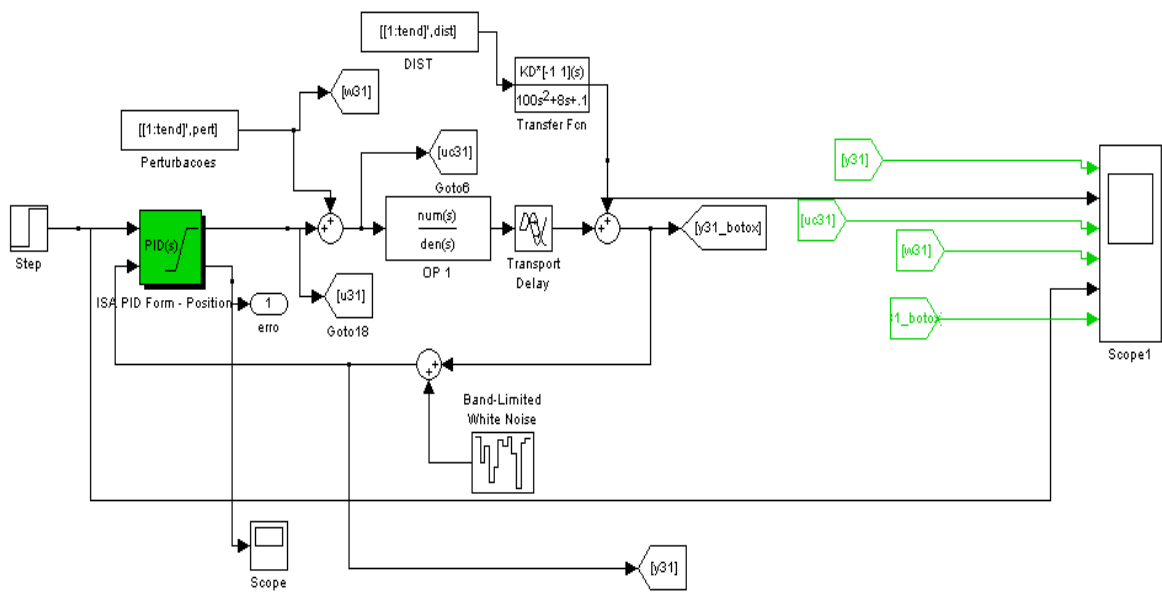 [[1:tend]',dist]
DIST
KD*[-1 1](s)
100s2+8s+.1
Transfer Fcn
[w31]
[[1:tend]',pert]
Perturbacoes
[uc31]
Goto6
[y31]
Step
PID(s)
ISA PID Form - Position
num(s)
den(s)
OP 1
Transport
Delay
[y31_botox]
[uc31]
[w31]
1
erro
[u31]
Goto18
31_botox
Scope1
Band-Limited
White Noise
Scope
[y31]